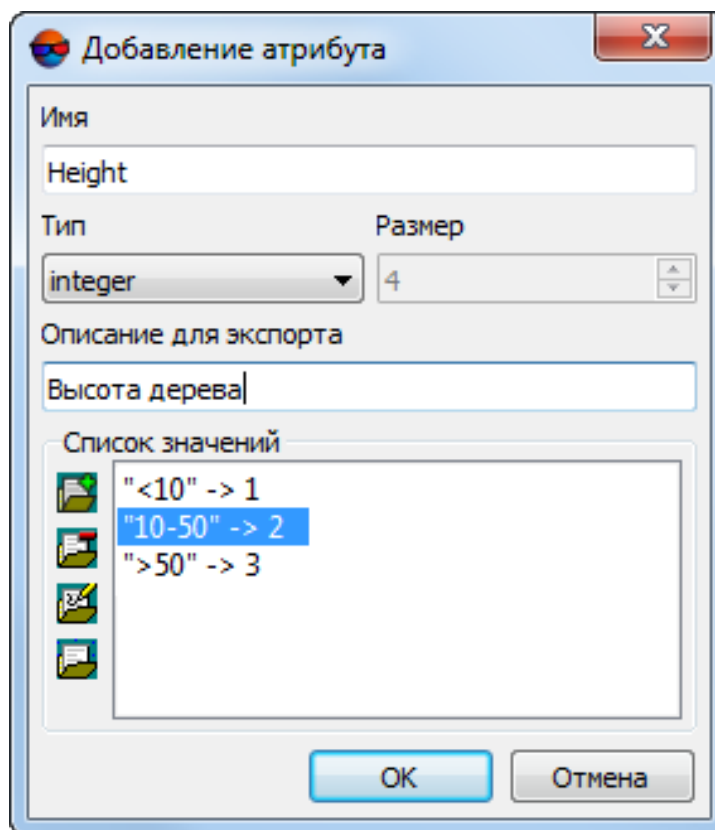 Добавление атрибута
Имя
Height
Тип Размер
integer 4
Описание для экспорта
Высота дерева
Список значений
"<10" -> 1
"10-50" -> 2
">50" -> 3
OK Отмена